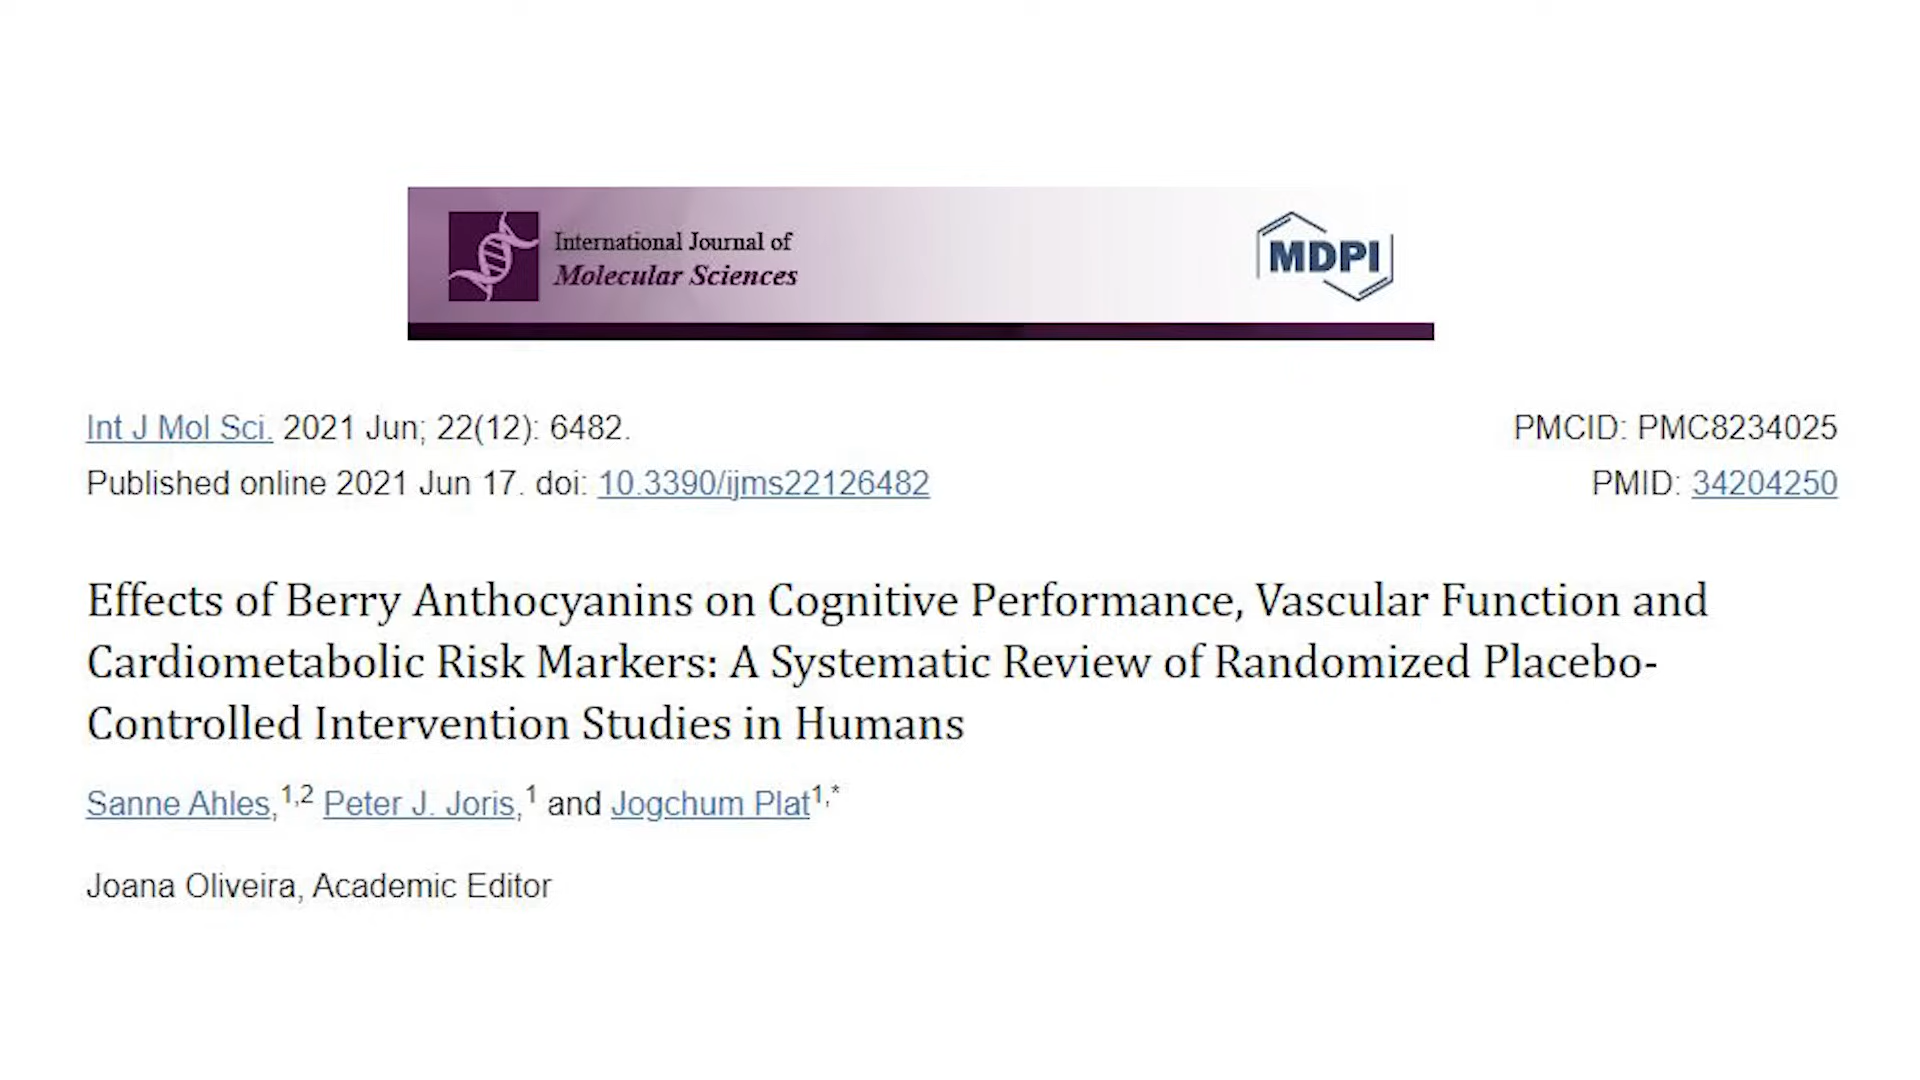 International Journal of
Molecular Sciences
MDPI
Int J Mol Sci. 2021 Jun; 22(12): 6482.
PMCID: PMC8234025
Published online 2021 Jun 17. doi: 10.3390/ijms22126482
PMID: 34204250
Effects of Berry Anthocyanins on Cognitive Performance, Vascular Function and
Cardiometabolic Risk Markers: A Systematic Review of Randomized Placebo-
Controlled Intervention Studies in Humans
Sanne Ahles,1,2 Peter J. Joris,1 and Jogchum Plat1,*
Joana Oliveira, Academic Editor